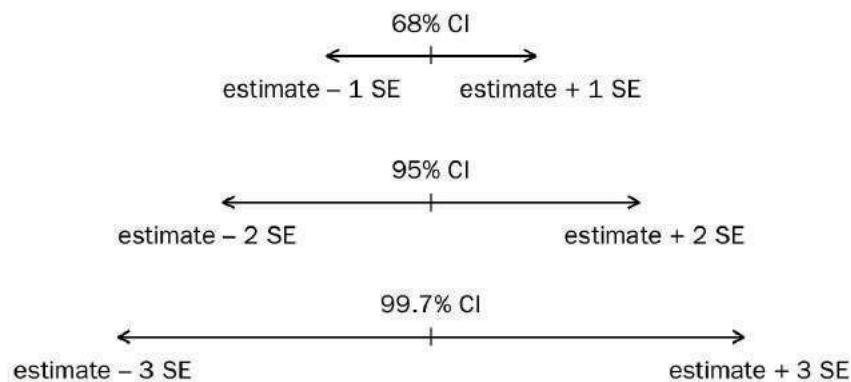 68% CI
estimate – 1 SE estimate + 1 SE
95% CI
estimate – 2 SE estimate + 2 SE
99.7% CI
estimate – 3 SE estimate + 3 SE